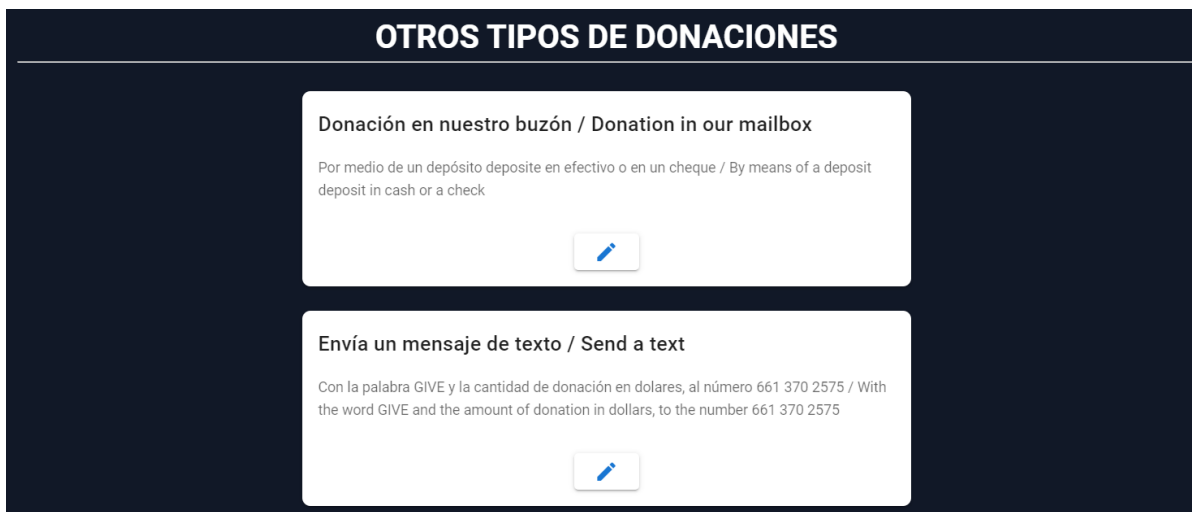 OTROS TIPOS DE DONACIONES
Donación en nuestro buzón / Donation in our mailbox
Por medio de un depósito deposite en efectivo o en un cheque / By means of a deposit
deposit in cash or a check
Envía un mensaje de texto / Send a text
Con la palabra GIVE y la cantidad de donación en dolares, al número 661 370 2575 / With
the word GIVE and the amount of donation in dollars, to the number 661 370 2575